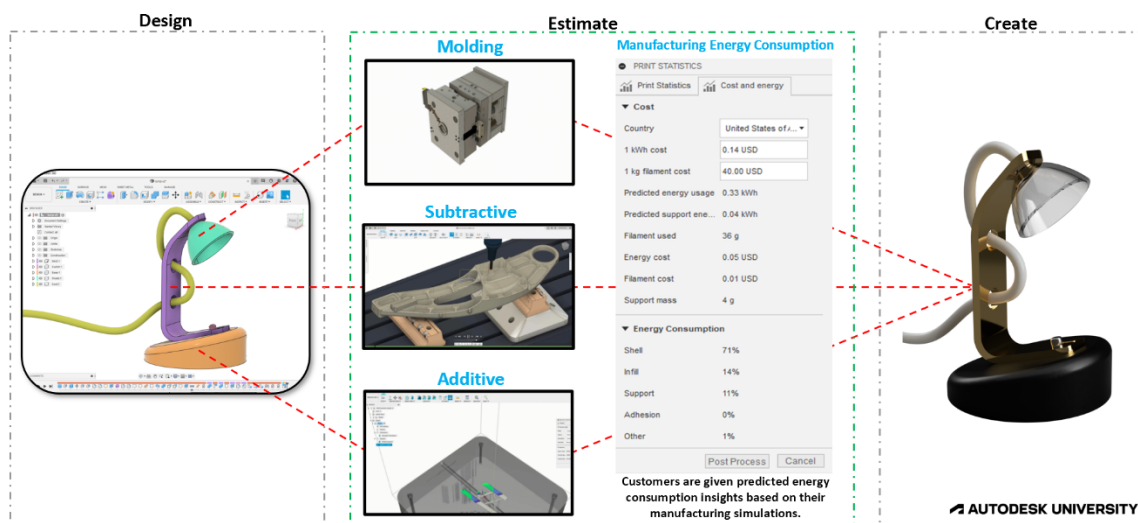 Design
Estimate
Create
Molding
Subtractive
Additive
Manufacturing Energy Consumption
PRINT STATISTICS
Print Statistics
Cost and energy
Cost
Country United States of A...
1 kWh cost 0.14 USD
1 kg filament cost 40.00 USD
Predicted energy usage 0.33 kWh
Predicted support ene... 0.04 kWh
Filament used 36 g
Energy cost 0.05 USD
Filament cost 0.01 USD
Support mass 4 g
Energy Consumption
Shell 71%
Infill 14%
Support 11%
Adhesion 0%
Other 1%
Post Process Cancel
Customers are given predicted energy
consumption insights based on their
manufacturing simulations.
AUTODESK UNIVERSITY